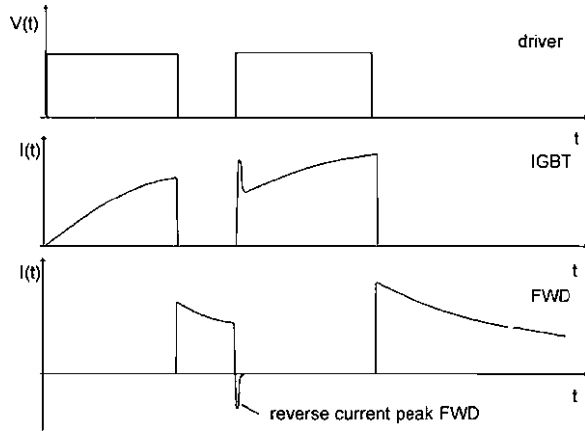 V(t)
driver
t
I(t)
IGBT
t
I(t)
FWD
t
reverse current peak FWD